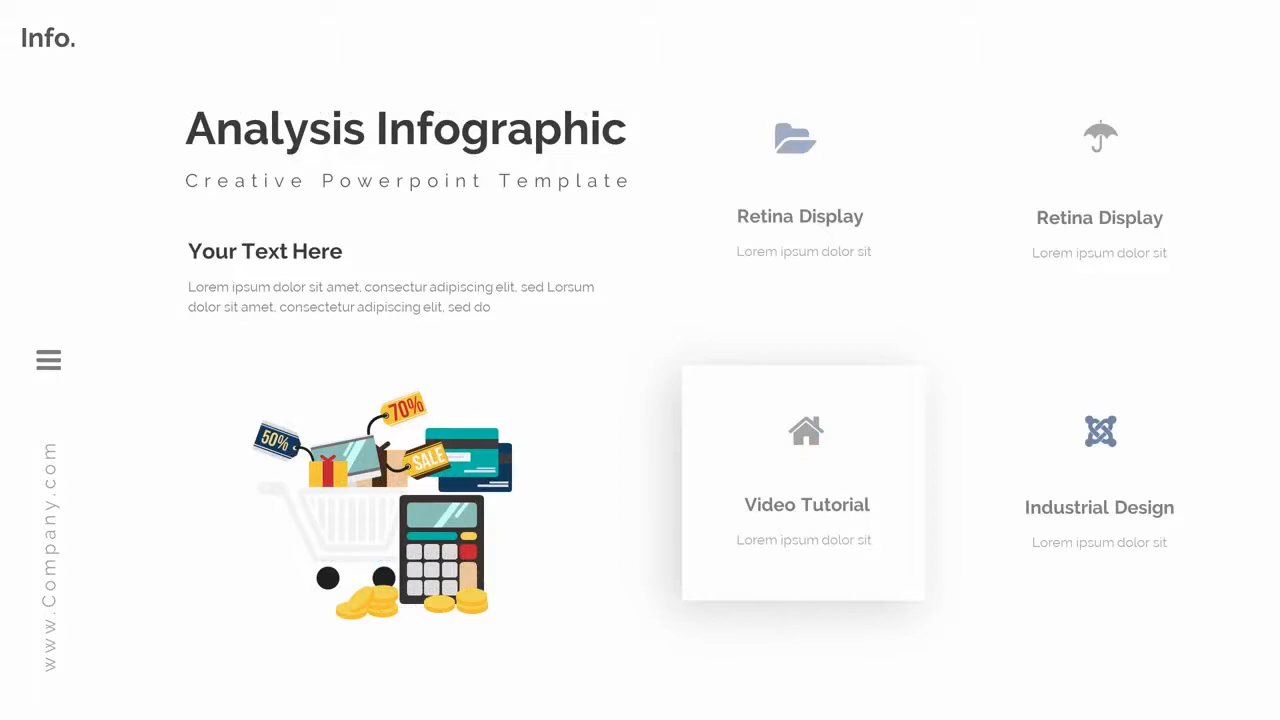 Info.
Analysis Infographic
Creative Powerpoint Template
Your Text Here
Lorem ipsum dolor sit amet, consectur adipiscing elit, sed Lorsum
dolor sit amet, consectetur adipiscing elit, sed do
Retina Display
Lorem ipsum dolor sit
Retina Display
Lorem ipsum dolor sit
Video Tutorial
Lorem ipsum dolor sit
Industrial Design
Lorem ipsum dolor sit
50%
70%
SALE
www.Company.com